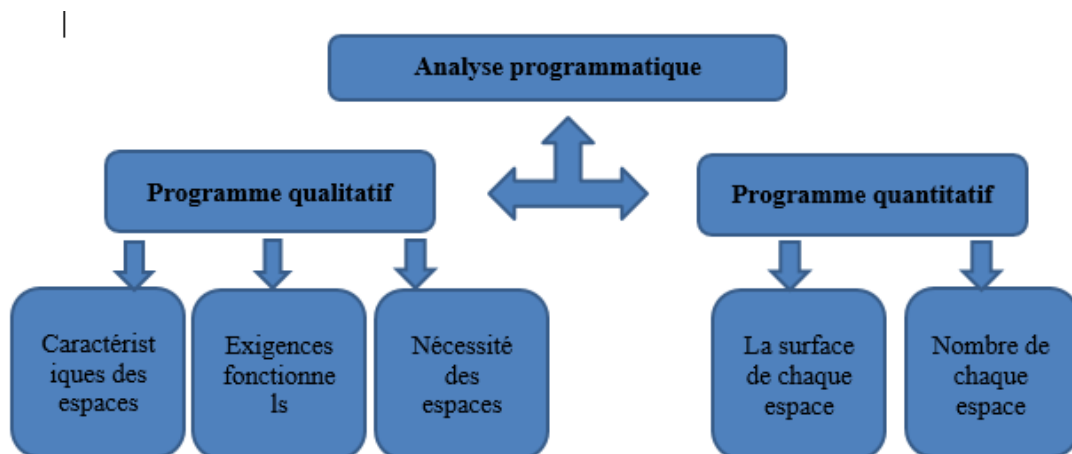 Analyse programmatique
Programme qualitatif
Programme quantitatif
Caractérist
iques des
espaces
Exigences
fonctionne
ls
Nécessité
des
espaces
La surface
de chaque
espace
Nombre de
chaque
espace